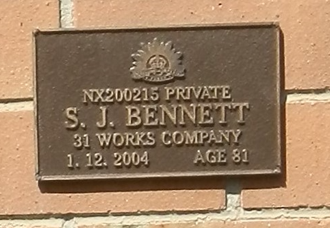 NX200215 PRIVATE
S. J. BENNETT
31 WORKS COMPANY
1. 12. 2004 AGE 81